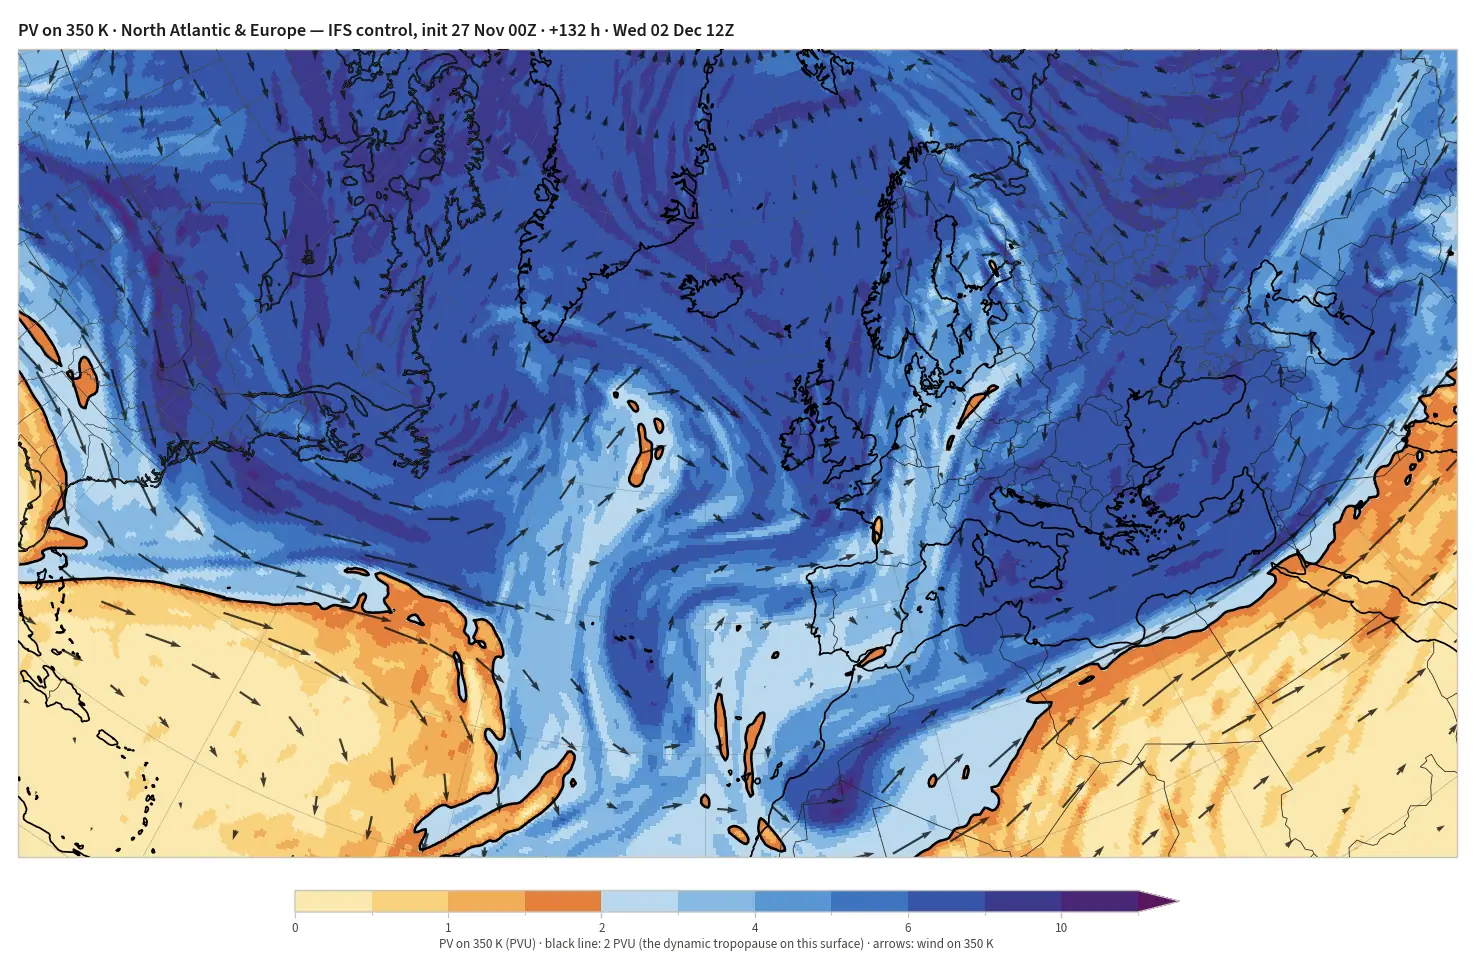 PV on 350 K · North Atlantic & Europe — IFS control, init 27 Nov 00Z · +132 h · Wed 02 Dec 12Z
0 1 2 4 6 10
PV on 350 K (PVU) · black line: 2 PVU (the dynamic tropopause on this surface) · arrows: wind on 350 K